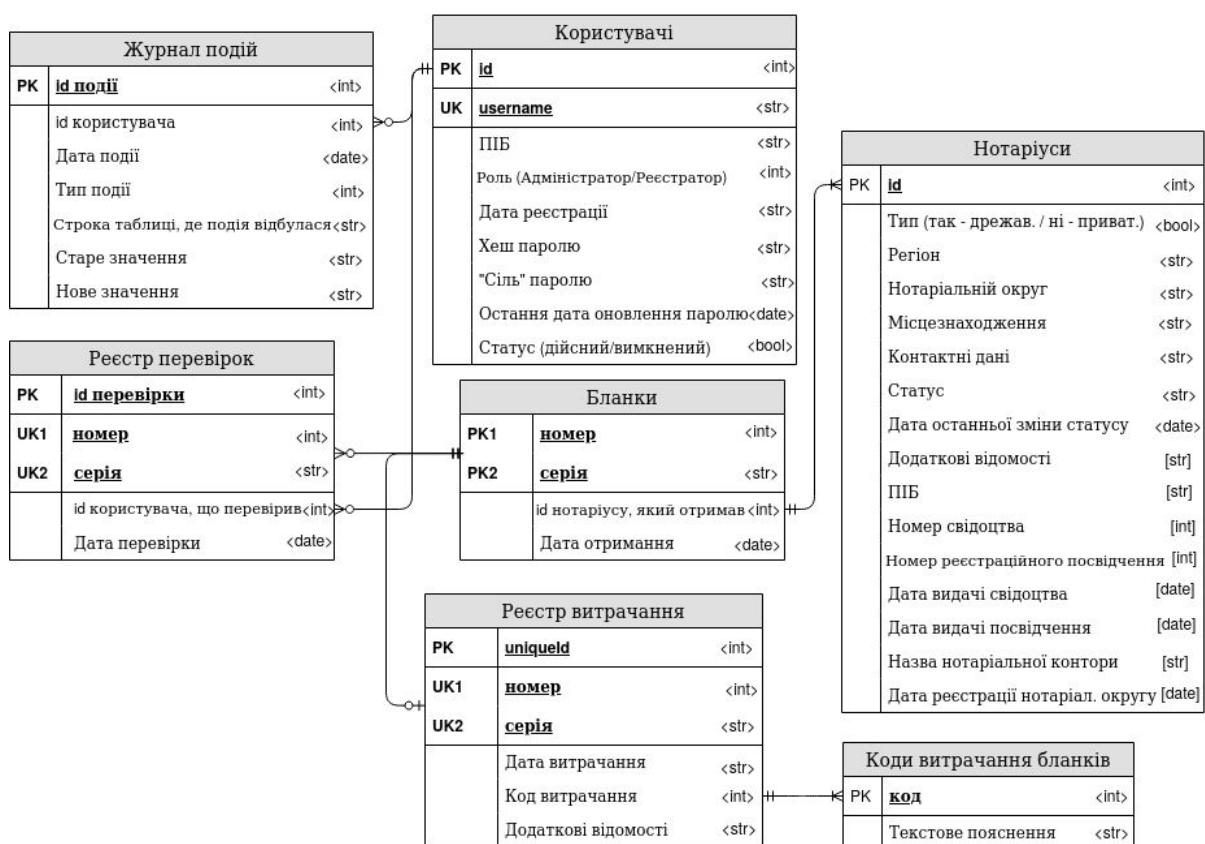 Журнал подій
PK id події <int>
id користувача <int>
Дата події <date>
Тип події <int>
Строка таблиці, де подія відбулася <str>
Старе значення <str>
Нове значення <str>
Користувачі
PK id <int>
UK username <str>
ПІБ <str>
Роль (Адміністратор/Реєстратор) <int>
Дата реєстрації <str>
Хеш паролю <str>
"Сіль" паролю <str>
Остання дата оновлення паролю <date>
Статус (дійсний/вимкнений) <bool>
Нотаріуси
PK id <int>
Тип (так - дрежав. / ні - приват.) <bool>
Регіон <str>
Нотаріальній округ <str>
Місцезнаходження <str>
Контактні дані <str>
Статус <str>
Дата останньої зміни статусу <date>
Додаткові відомості [str]
ПІБ [str]
Номер свідоцтва [int]
Номер реєстраційного посвідчення [int]
Дата видачі свідоцтва [date]
Дата видачі посвідчення [date]
Назва нотаріальної контори [str]
Дата реєстрації нотаріал. округу [date]
Реєстр перевірок
PK id перевірки <int>
UK1 номер <int>
UK2 серія <str>
id користувача, що перевірив <int>
Дата перевірки <date>
Бланки
PK1 номер <int>
PK2 серія <str>
id нотаріусу, який отримав <int>
Дата отримання <date>
Реєстр витрачання
PK uniqueId <int>
UK1 номер <int>
UK2 серія <str>
Дата витрачання <str>
Код витрачання <int>
Додаткові відомості <str>
Коди витрачання бланків
PK код <int>
Текстове пояснення <str>